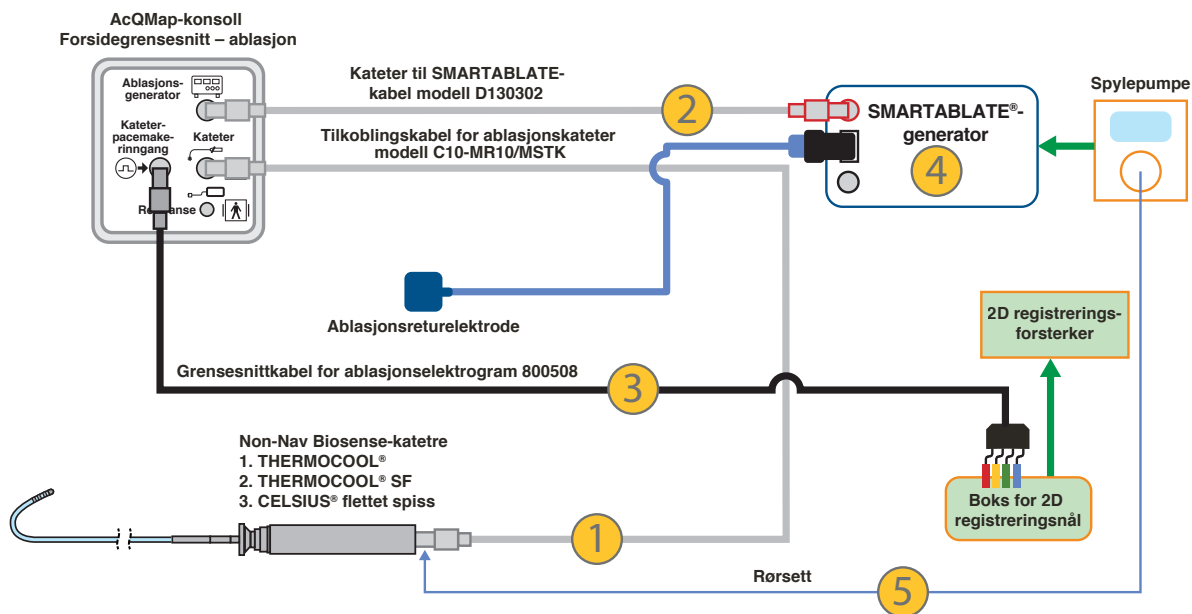 AcQMap-konsoll
Forsidegrensesnitt – ablasjon
Ablasjons-
generator
Kateter-
pacemake-
rinngang
Kateter
Kateter til SMARTABLATE-
kabel modell D130302
2
Tilkoblingskabel for ablasjonskateter
modell C10-MR10/MSTK
SMARTABLATE®-
generator
4
Spylepumpe
Ablasjonsreturelektrode
2D registrerings-
forsterker
Grensesnittkabel for ablasjonselektrogram 800508
3
Non-Nav Biosense-katetre
1. THERMOCOOL®
2. THERMOCOOL® SF
3. CELSIUS® flettet spiss
Boks for 2D
registreringsnål
1
Rørsett
5